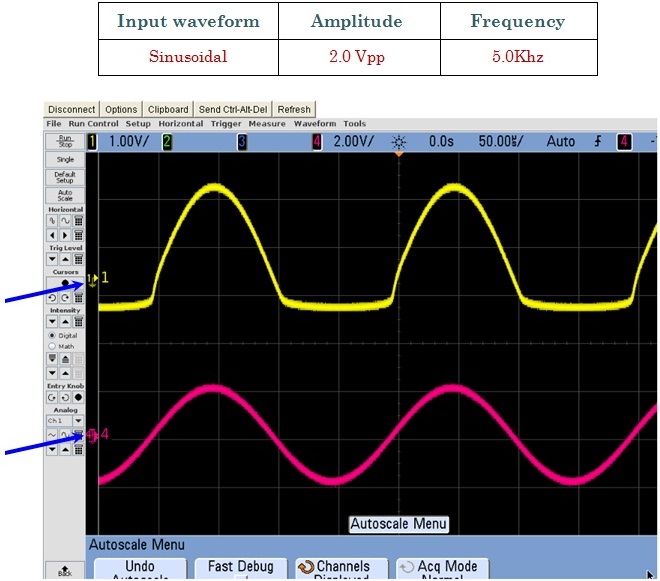 Input waveform Amplitude Frequency
Sinusoidal 2.0 Vpp 5.0Khz
Disconnect Options Clipboard Send Ctrl-Alt-Del Refresh
File Run Control Setup Horizontal Trigger Measure Waveform Tools
Run
Stop
1 1.00V/ 2 3 4 2.00V/ 0.0s 50.00us/ Auto 4
Single
Default
Setup
Auto
Scale
Horizontal
Trig Level
Cursors
1
Intensity
Digital
Math
Entry Knob
Analog
Ch 1
4
Autoscale Menu
Autoscale Menu
Back
Undo Fast Debug Channels Acq Mode
Autoscale Displayed Normal